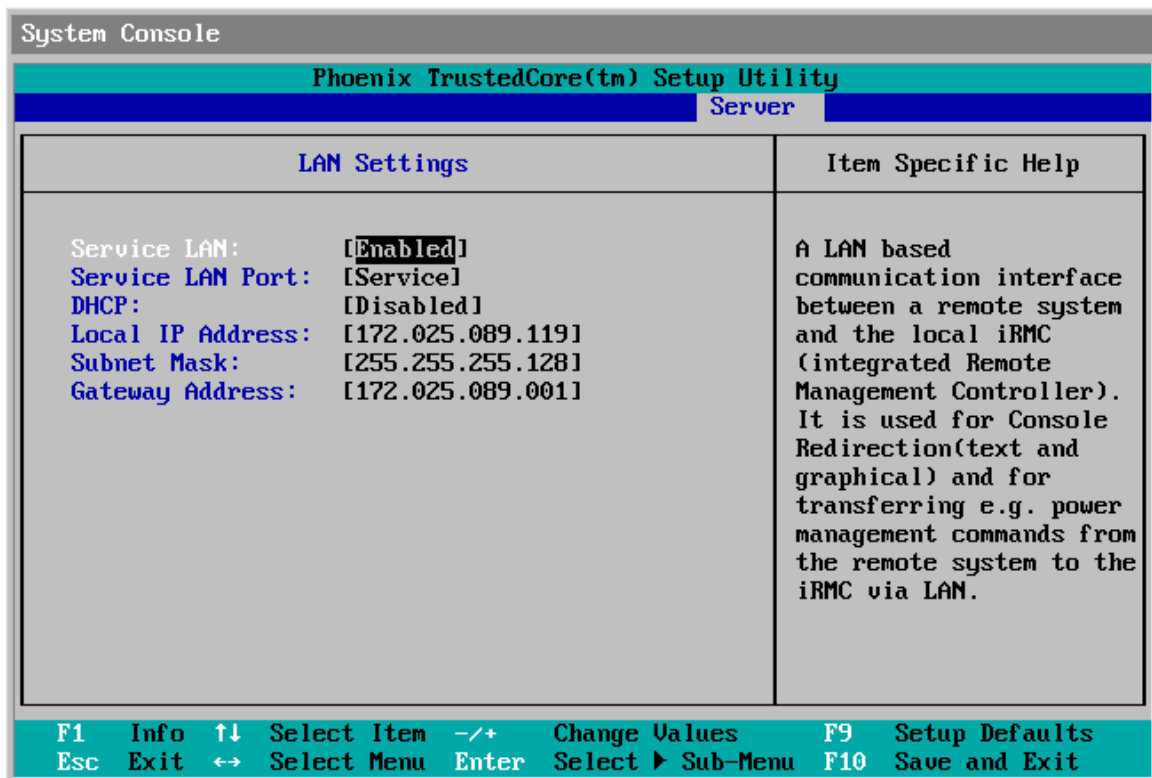 System Console
Phoenix TrustedCore(tm) Setup Utility
Server
LAN Settings
Item Specific Help
Service LAN: [Enabled]
Service LAN Port: [Service]
DHCP: [Disabled]
Local IP Address: [172.025.089.119]
Subnet Mask: [255.255.255.128]
Gateway Address: [172.025.089.001]
A LAN based
communication interface
between a remote system
and the local iRMC
(integrated Remote
Management Controller).
It is used for Console
Redirection(text and
graphical) and for
transferring e.g. power
management commands from
the remote system to the
iRMC via LAN.
F1 Info ↑↓ Select Item -/+ Change Values F9 Setup Defaults
Esc Exit ↔ Select Menu Enter Select ▶ Sub-Menu F10 Save and Exit